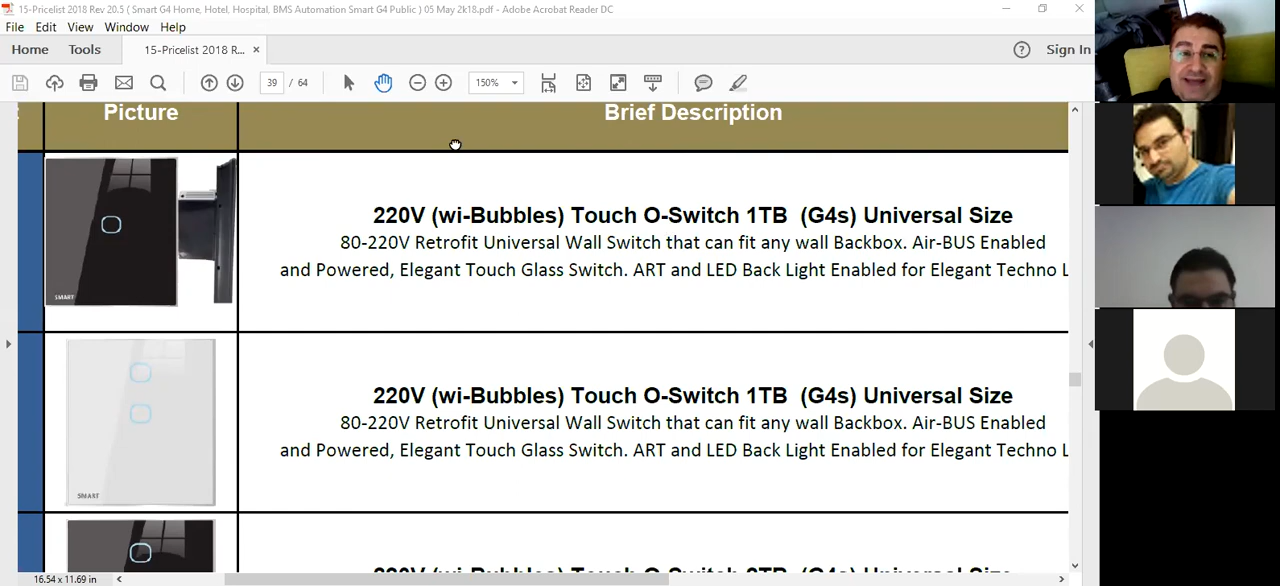 15-Pricelist 2018 Rev 20.5 ( Smart G4 Home, Hotel, Hospital, BMS Automation Smart G4 Public ) 05 May 2k18.pdf - Adobe Acrobat Reader DC
File Edit View Window Help
Home Tools 15-Pricelist 2018 R... × Sign In
39 / 64 150%
Picture Brief Description
220V (wi-Bubbles) Touch O-Switch 1TB (G4s) Universal Size
80-220V Retrofit Universal Wall Switch that can fit any wall Backbox. Air-BUS Enabled
and Powered, Elegant Touch Glass Switch. ART and LED Back Light Enabled for Elegant Techno L
SMART
220V (wi-Bubbles) Touch O-Switch 1TB (G4s) Universal Size
80-220V Retrofit Universal Wall Switch that can fit any wall Backbox. Air-BUS Enabled
and Powered, Elegant Touch Glass Switch. ART and LED Back Light Enabled for Elegant Techno L
SMART
16.54 x 11.69 in